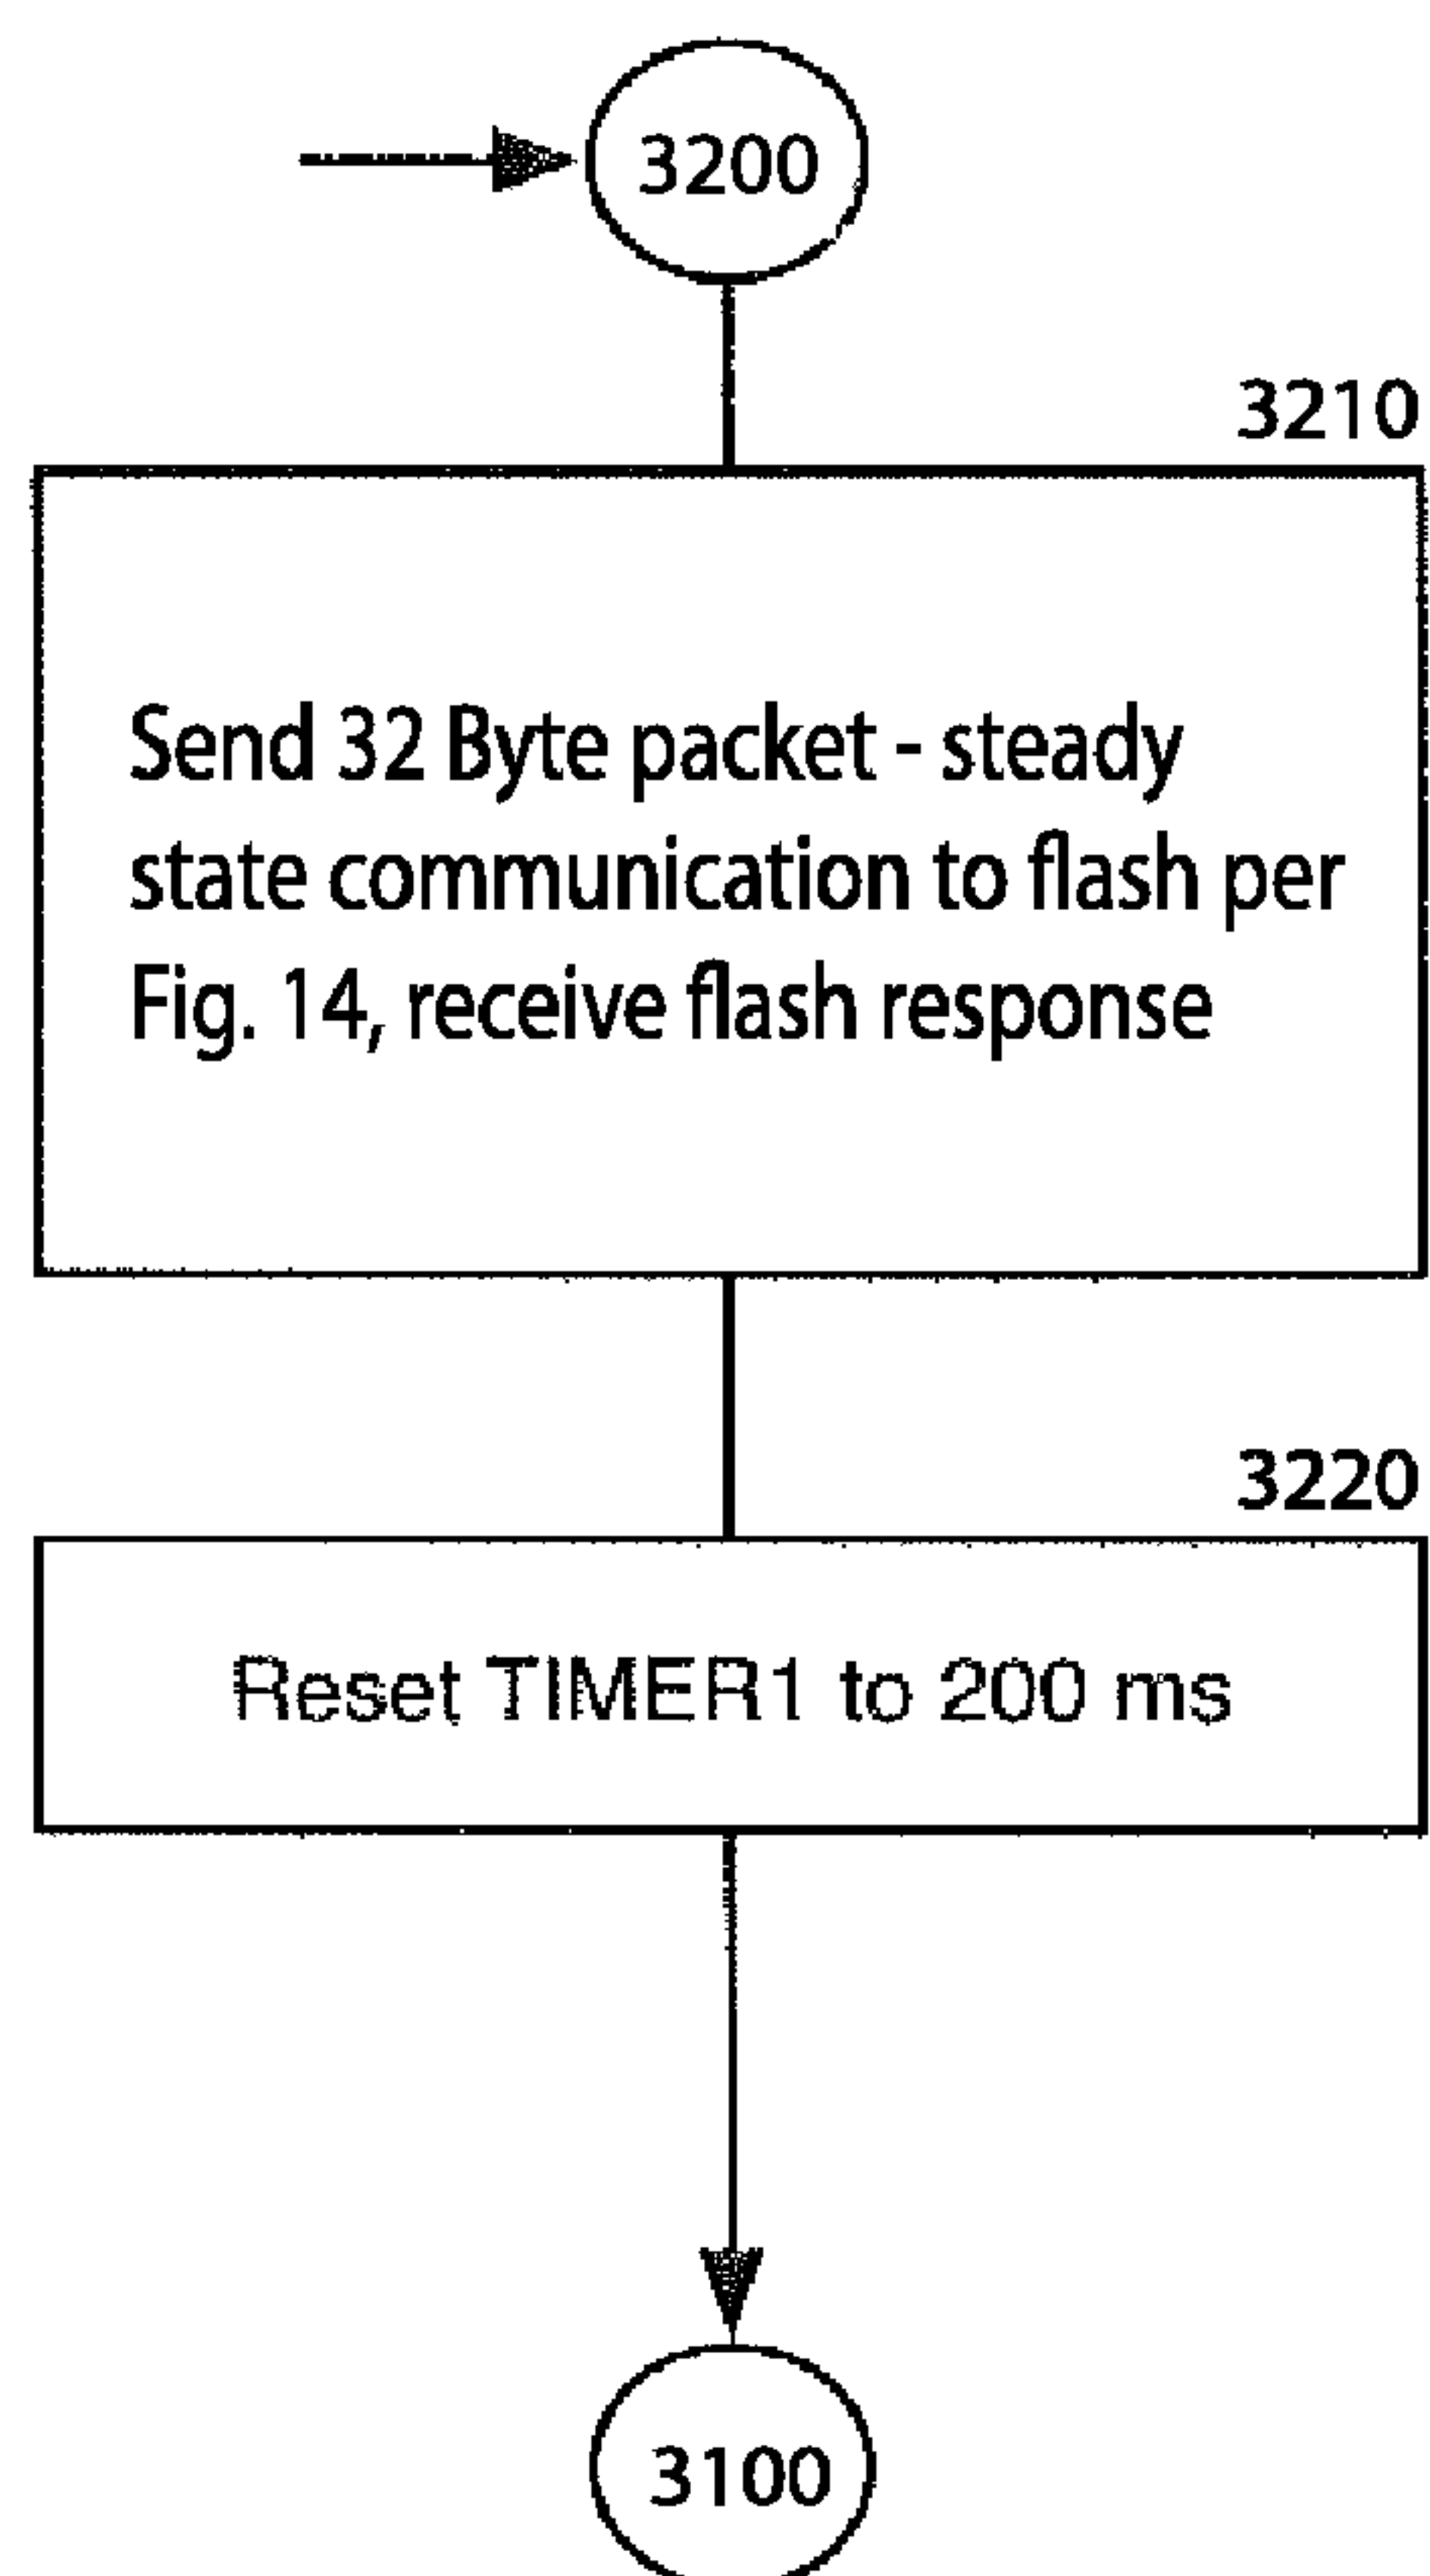 3200
3210
Send 32 Byte packet - steady
state communication to flash per
Fig. 14, receive flash response
3220
Reset TIMER1 to 200 ms
3100